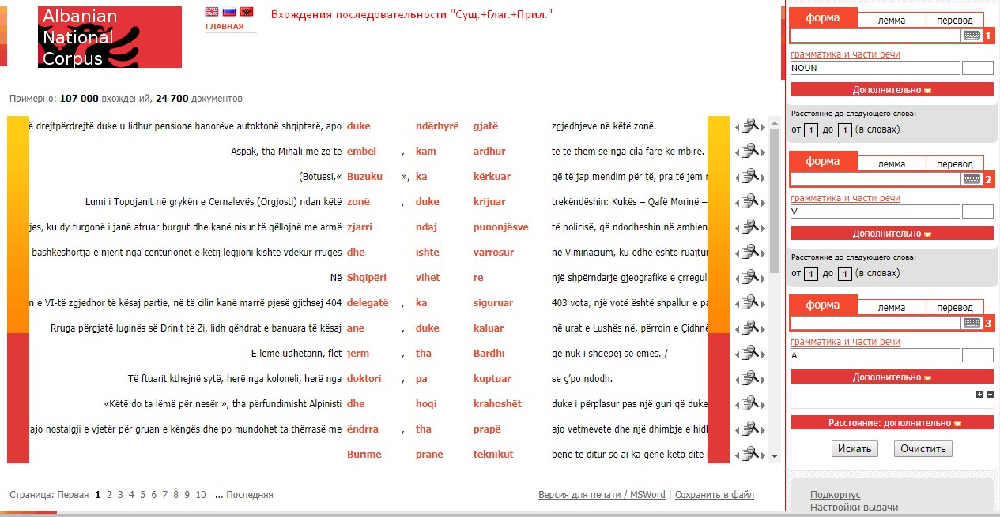 Albanian
National
Corpus
ГЛАВНАЯ
Вхождения последовательности "Сущ.+Глаг.+Прил."
Примерно: 107 000 вхождений, 24 700 документов
ë drejtpërdrejtë duke u lidhur pensione banorëve autoktonë shqiptarë, apo duke ndërhyrë gjatë zgjedhjeve në këtë zonë.
Aspak, tha Mihali me zë të ëmbël , kam ardhur të të them se nga cila farë ke mbirë.
(Botuesi,« Buzuku », ka kërkuar që të jap mendim për të, pra të jem
Lumi i Topojanit në grykën e Cernalevës (Orgjosti) ndan këtë zonë , duke krijuar trekëndëshin: Kukës – Qafë Morinë –
jes, ku dy furgonë i janë afruar burgut dhe kanë nisur të qëllojnë me armë zjarri ndaj punonjësve të policisë, që ndodheshin në ambien
bashkëshortja e njërit nga centurionët e këtij legjioni kishte vdekur rrugës dhe ishte varrosur në Viminacium, ku edhe është ruajtur
Në Shqipëri vihet re një shpërndarje gjeografike e çrregul
n e VI-të zgjedhor të kësaj partie, në të cilin kanë marrë pjesë gjithsej 404 delegatë , ka siguruar 403 vota, një votë është shpallur e pa
Rruga përgjatë luginës së Drinit të Zi, lidh qëndrat e banuara të kësaj ane , duke kaluar në urat e Lushës në, përroin e Çidhnë
E lëmë udhëtarin, flet jerm , tha Bardhi që nuk i shqepej së ëmës. /
Të ftuarit kthejnë sytë, herë nga koloneli, herë nga doktori , pa kuptuar se ç’po ndodh.
«Këtë do ta lëmë për nesër », tha përfundimisht Alpinisti dhe hoqi krahoshët duke i përplasur pas një guri që duke
ajo nostalgji e vjetër për gruan e këngës dhe po mundohet ta thërrasë me ëndrra , tha prapë ajo vetmevete dhe një dhimbje e hidh
Burime pranë teknikut bënë të ditur se ai ka qenë këto ditë
Страница: Первая 1 2 3 4 5 6 7 8 9 10 ... Последняя
Версия для печати / MSWord | Сохранить в файл
форма лемма перевод
1
грамматика и части речи
NOUN
Дополнительно
Расстояние до следующего слова:
от 1 до 1 (в словах)
форма лемма перевод
2
грамматика и части речи
V
Дополнительно
Расстояние до следующего слова:
от 1 до 1 (в словах)
форма лемма перевод
3
грамматика и части речи
A
Дополнительно
Расстояние: дополнительно
Искать Очистить
Подкорпус
Настройки выдачи